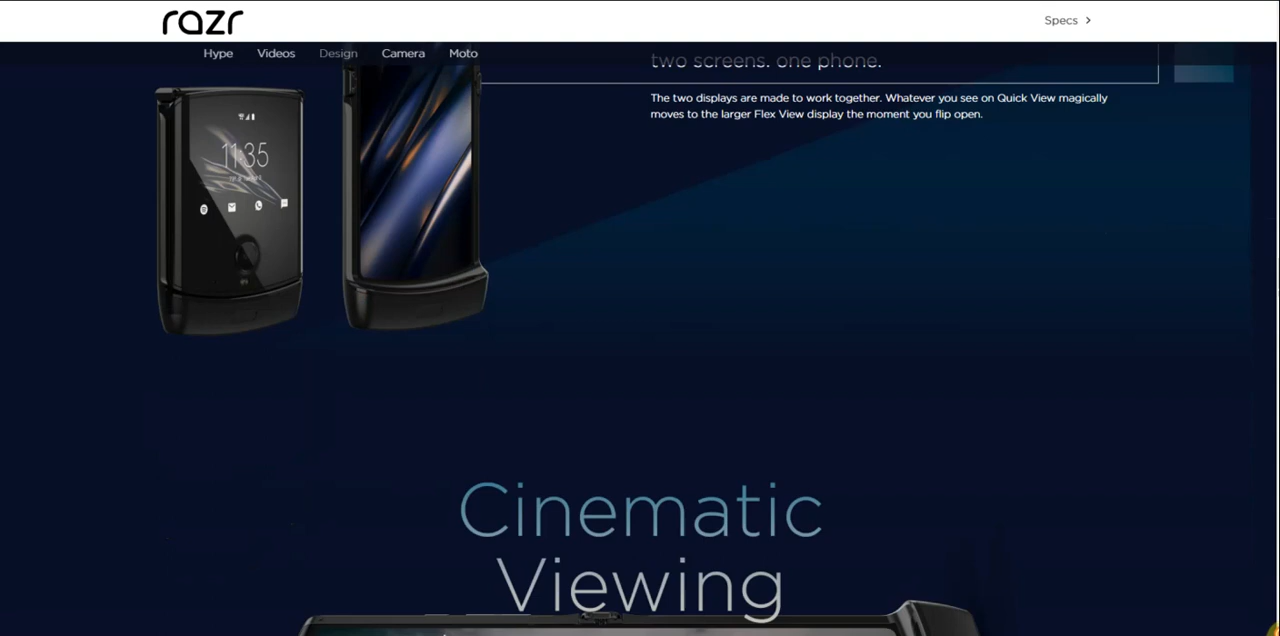 razr
Specs
Hype Videos Design Camera Moto
two screens. one phone.
The two displays are made to work together. Whatever you see on Quick View magically
moves to the larger Flex View display the moment you flip open.
11:35
Cinematic
Viewing